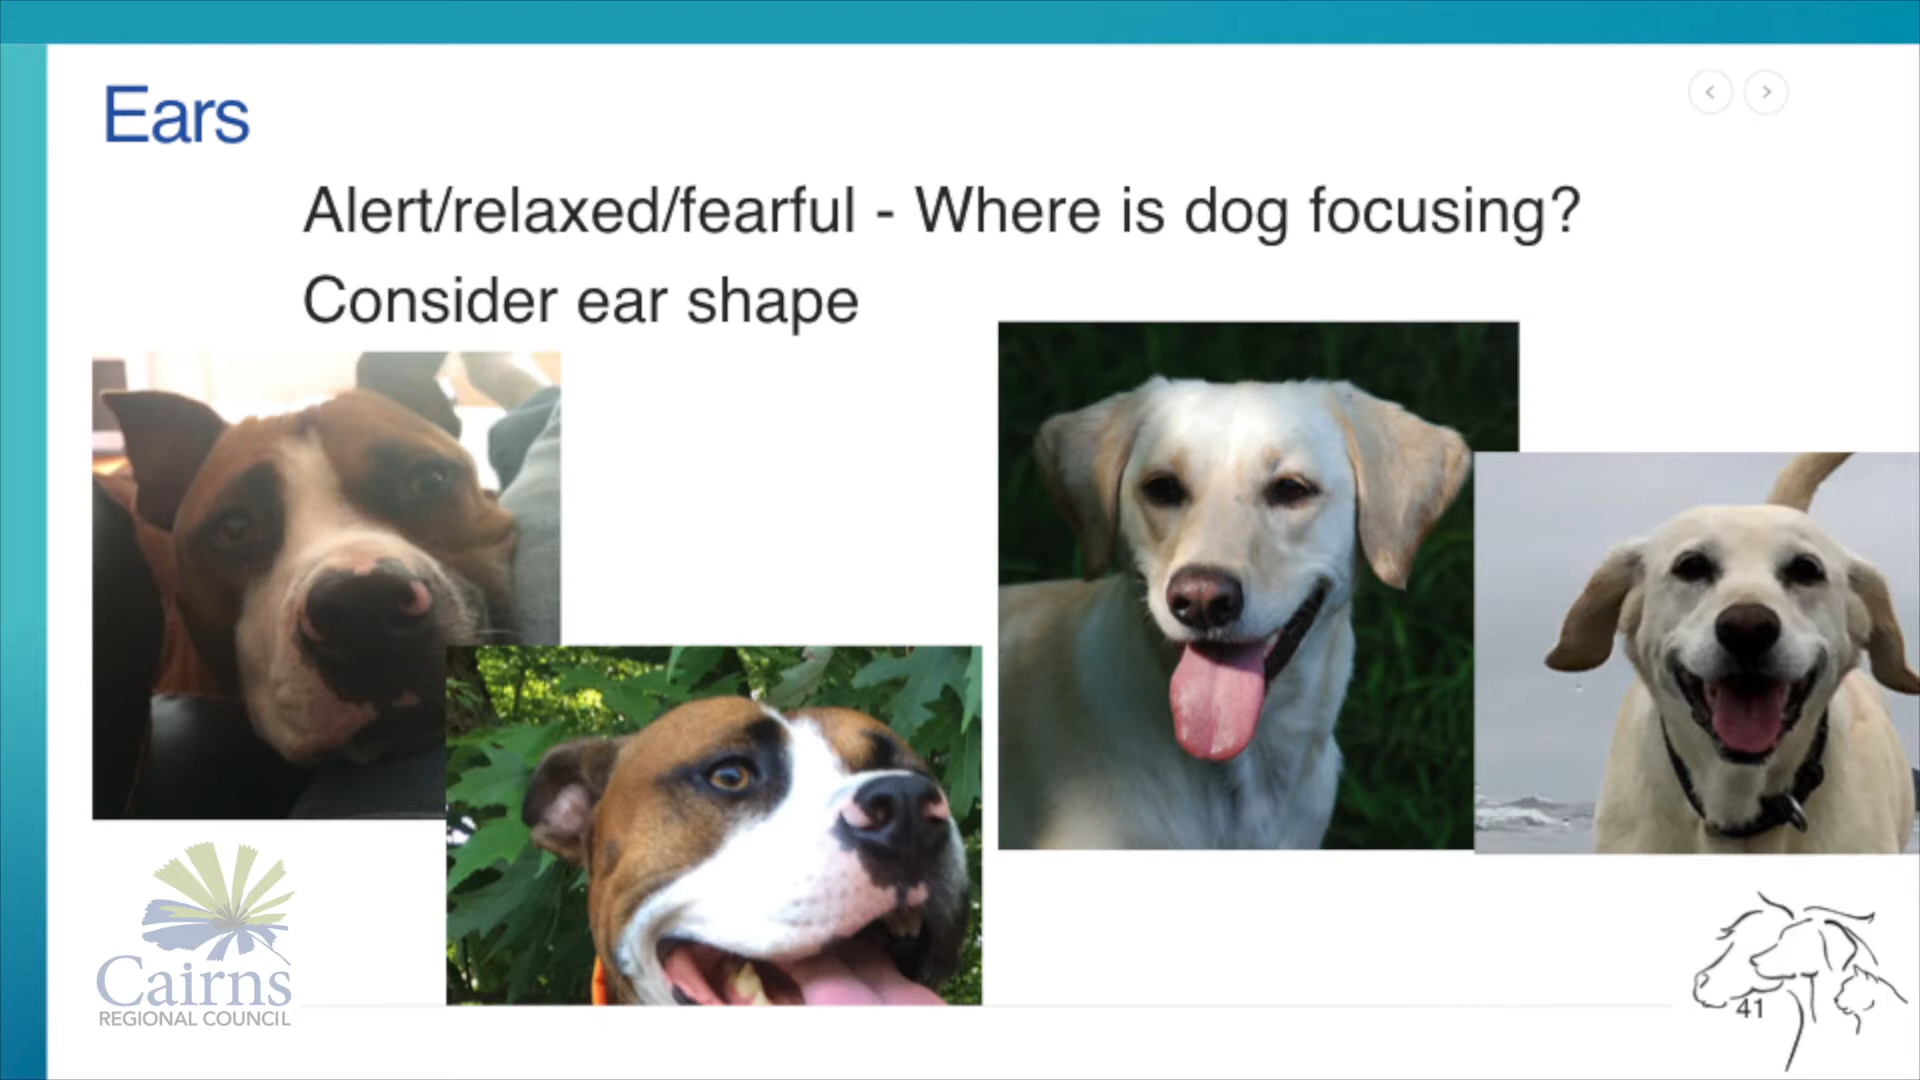 Ears
Alert/relaxed/fearful - Where is dog focusing?
Consider ear shape
Cairns
REGIONAL COUNCIL
41